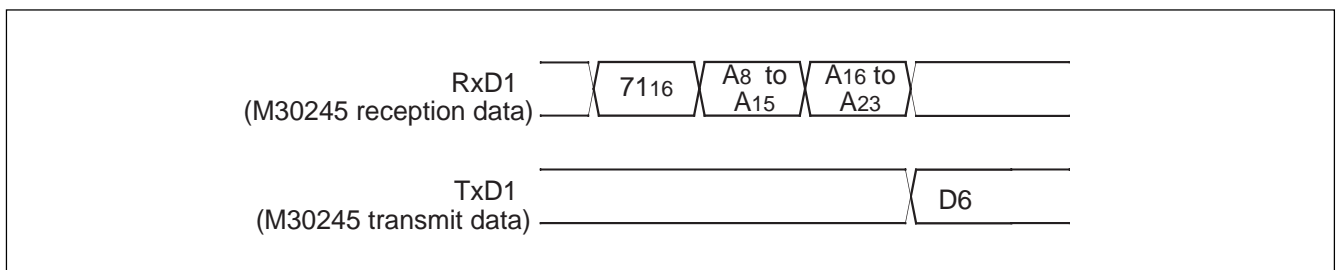 RxD1
(M30245 reception data)
7116
A8 to
A15
A16 to
A23
TxD1
(M30245 transmit data)
D6